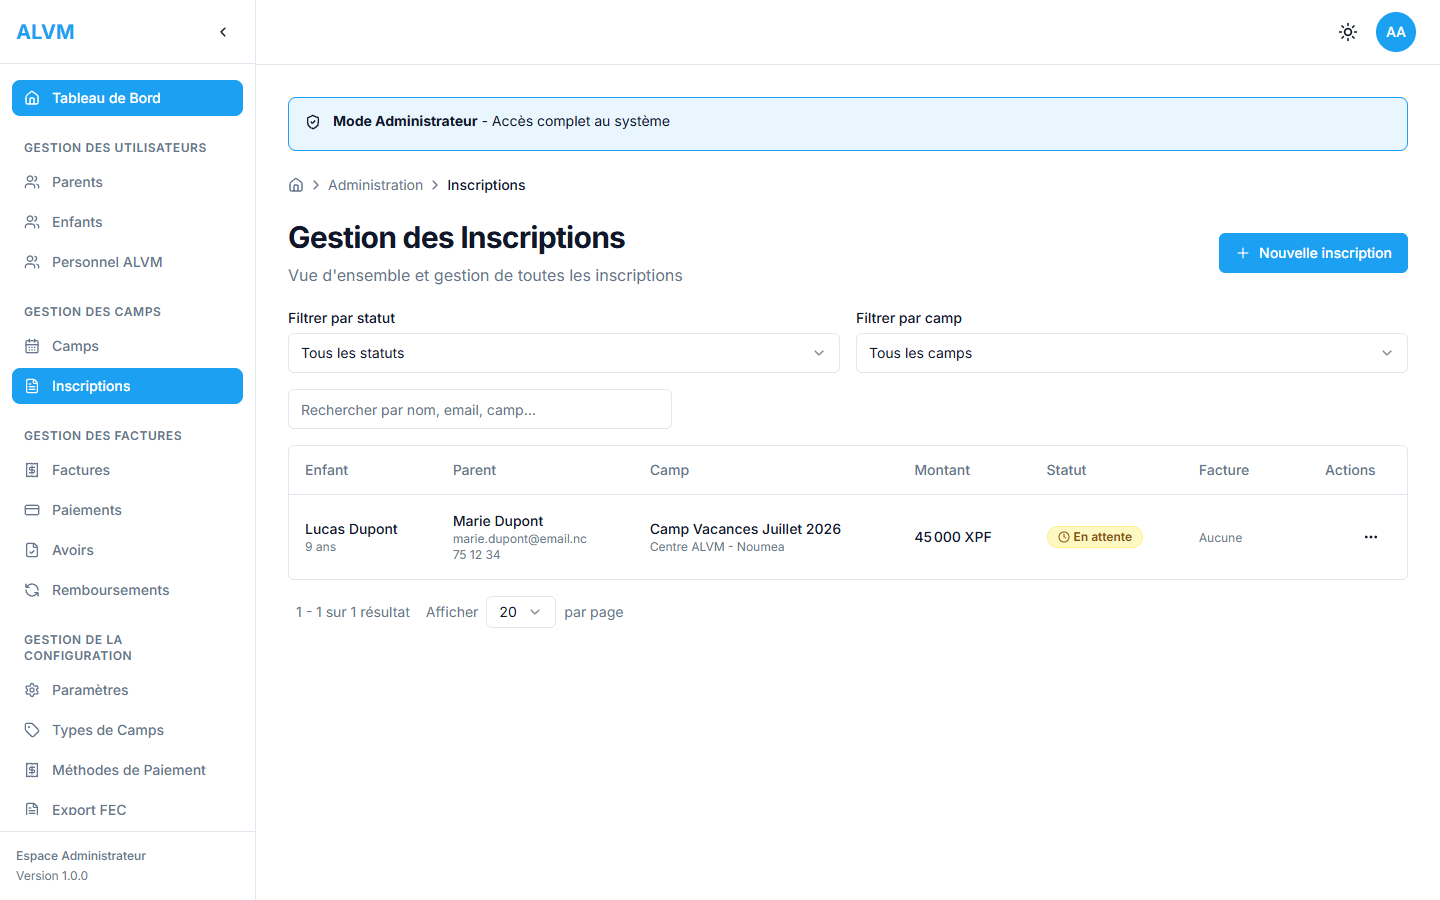 ALVM
AA
Tableau de Bord
GESTION DES UTILISATEURS
Parents
Enfants
Personnel ALVM
GESTION DES CAMPS
Camps
Inscriptions
GESTION DES FACTURES
Factures
Paiements
Avoirs
Remboursements
GESTION DE LA
CONFIGURATION
Paramètres
Types de Camps
Méthodes de Paiement
Export FEC
Espace Administrateur
Version 1.0.0
Mode Administrateur - Accès complet au système
Administration
Inscriptions
Gestion des Inscriptions
Vue d'ensemble et gestion de toutes les inscriptions
Nouvelle inscription
Filtrer par statut
Filtrer par camp
Tous les statuts
Tous les camps
Rechercher par nom, email, camp...
Enfant Parent Camp Montant Statut Facture Actions
Lucas Dupont
9 ans
Marie Dupont
marie.dupont@email.nc
75 12 34
Camp Vacances Juillet 2026
Centre ALVM - Noumea
45 000 XPF
En attente
Aucune
1 - 1 sur 1 résultat Afficher 20 par page